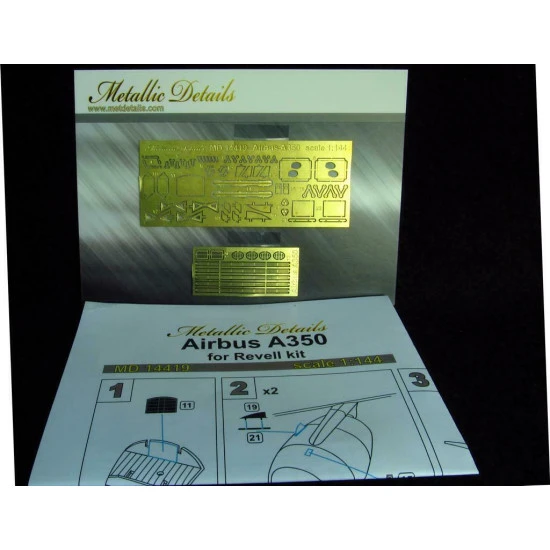 Metallic Details
www.metdetails.com
Airbus A350 scale 1:144
Metallic Details
Airbus A350
for Revell kit
MD 14419 scale 1:144
1 2 x2 3
11
19
21